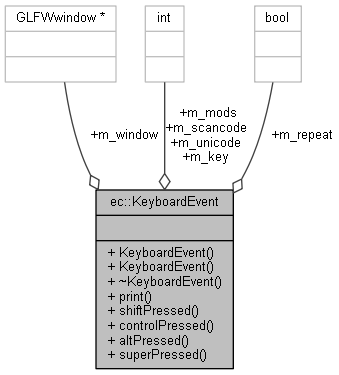 GLFWwindow *
int
bool
+m_window
+m_mods
+m_scancode
+m_unicode
+m_key
+m_repeat
ec::KeyboardEvent
+ KeyboardEvent()
+ KeyboardEvent()
+ ~KeyboardEvent()
+ print()
+ shiftPressed()
+ controlPressed()
+ altPressed()
+ superPressed()